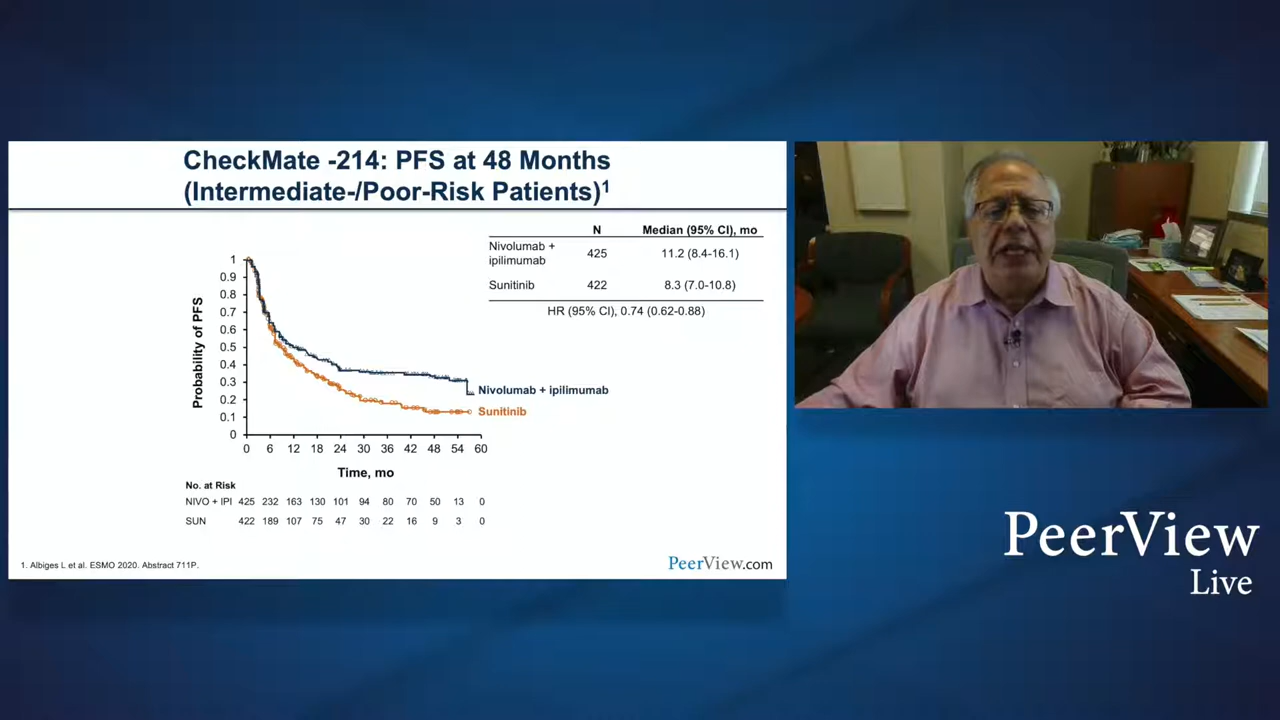 CheckMate -214: PFS at 48 Months
(Intermediate-/Poor-Risk Patients)1
N Median (95% CI), mo
Nivolumab +
ipilimumab 425 11.2 (8.4-16.1)
Sunitinib 422 8.3 (7.0-10.8)
HR (95% CI), 0.74 (0.62-0.88)
Probability of PFS
1
0.9
0.8
0.7
0.6
0.5
0.4
0.3
0.2
0.1
0
Nivolumab + ipilimumab
Sunitinib
0 6 12 18 24 30 36 42 48 54 60
Time, mo
No. at Risk
NIVO + IPI 425 232 163 130 101 94 80 70 50 13 0
SUN 422 189 107 75 47 30 22 16 9 3 0
1. Albiges L et al. ESMO 2020. Abstract 711P.
PeerView.com
PeerView
Live